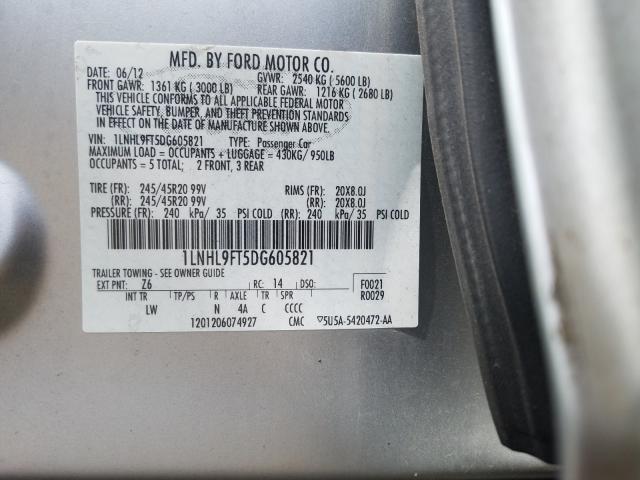 MFD. BY FORD MOTOR CO.
DATE: 06/12 GVWR: 2540 KG (5600 LB)
FRONT GAWR: 1361 KG (3000 LB) REAR GAWR: 1216 KG (2680 LB)
THIS VEHICLE CONFORMS TO ALL APPLICABLE FEDERAL MOTOR
VEHICLE SAFETY, BUMPER, AND THEFT PREVENTION STANDARDS
IN EFFECT ON THE DATE OF MANUFACTURE SHOWN ABOVE.
VIN: 1LNHL9FT5DG605821 TYPE: Passenger Car
MAXIMUM LOAD = OCCUPANTS + LUGGAGE = 430KG/ 950LB
OCCUPANTS = 5 TOTAL; 2 FRONT, 3 REAR
TIRE (FR): 245/45R20 99V RIMS (FR): 20X8.0J
(RR): 245/45R20 99V (RR): 20X8.0J
PRESSURE (FR): 240 kPa/ 35 PSI COLD (RR): 240 kPa/ 35 PSI COLD
1LNHL9FT5DG605821
TRAILER TOWING - SEE OWNER GUIDE
EXT PNT: Z6 RC: 14 DSO: F0021
R0029
INT TR TP/PS R AXLE TR SPR
LW N 4A C CCCC
1201206074927 CMC ▽5U5A-5420472-AA